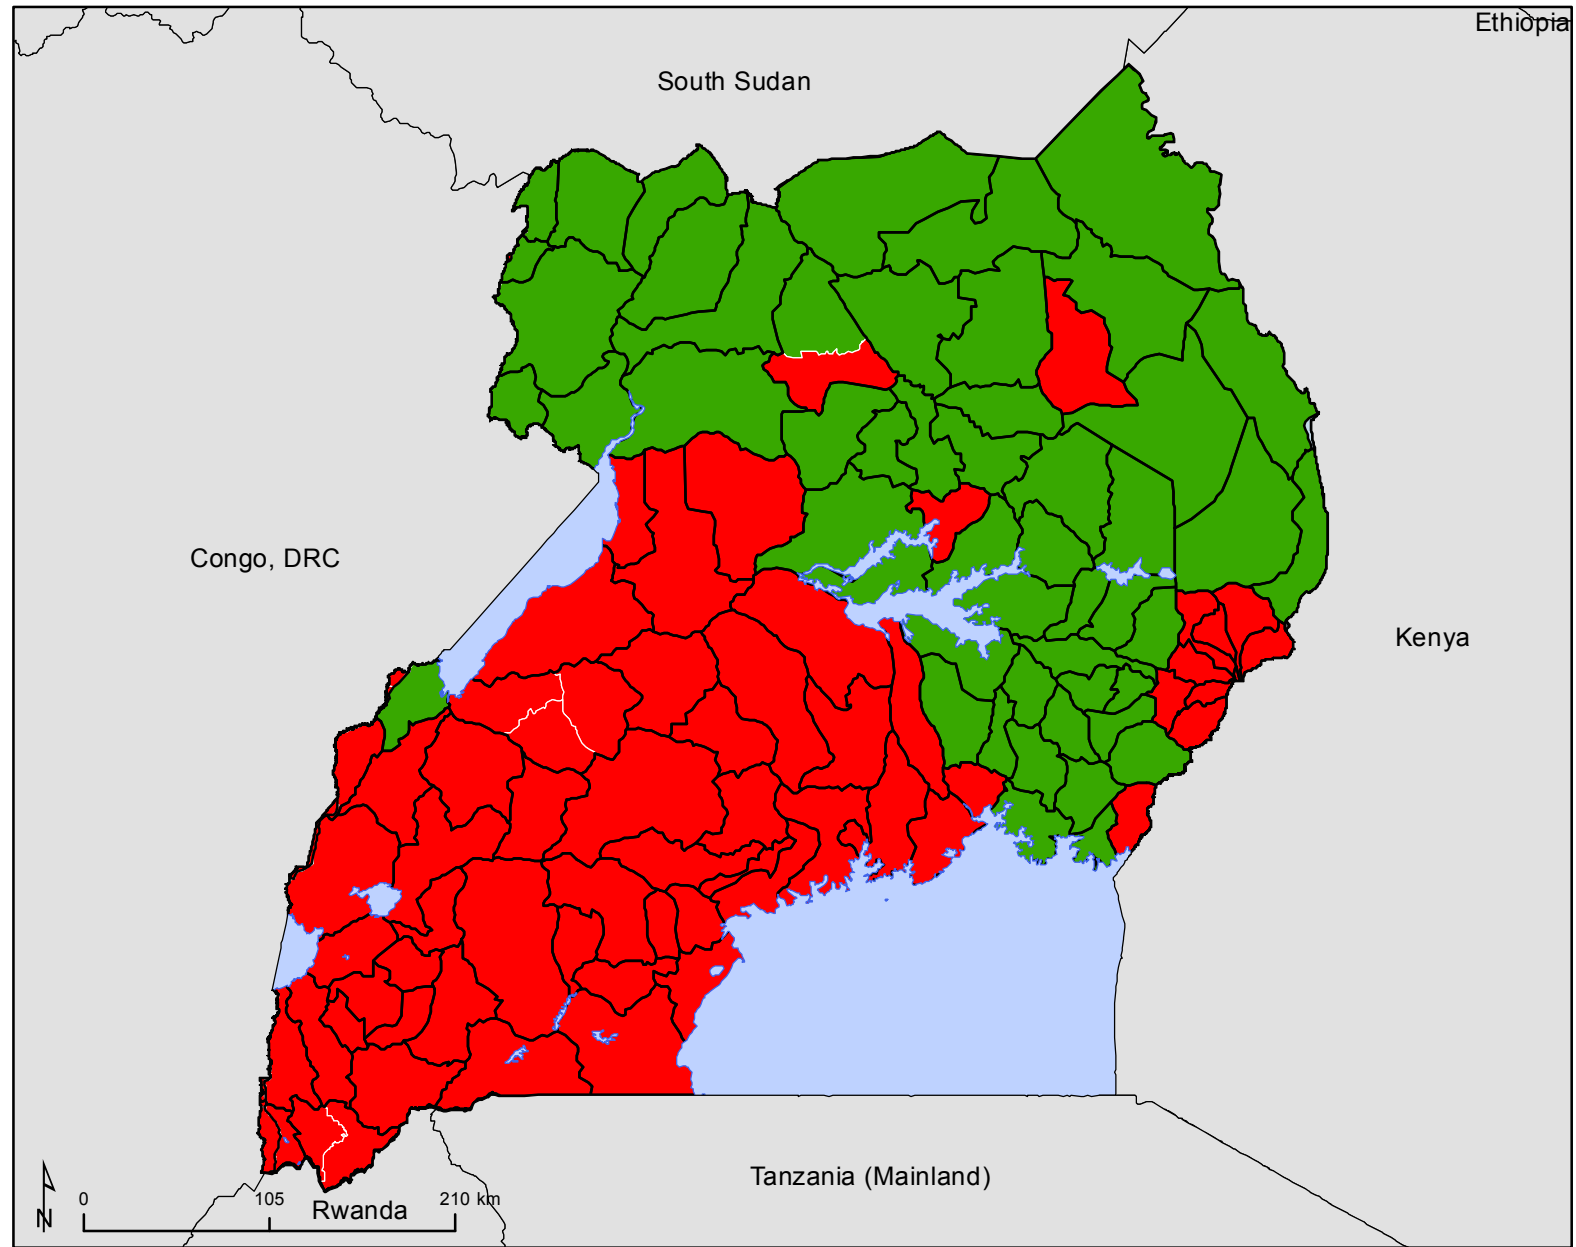 Ethiopia
South Sudan
Congo, DRC
Kenya
Tanzania (Mainland)
N
0 105 210 km
Rwanda